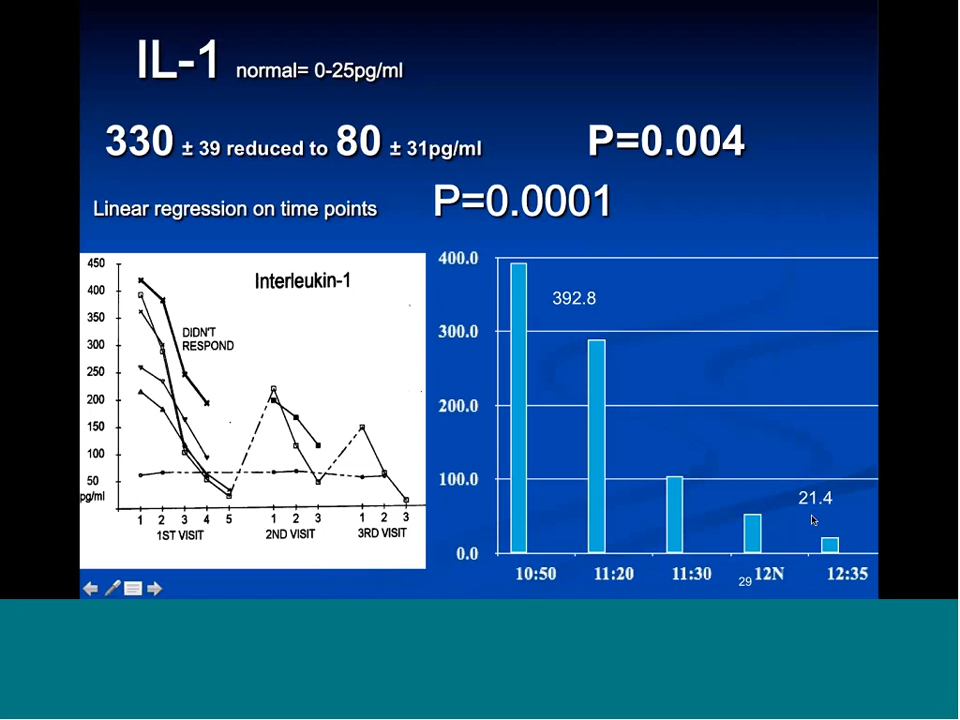 IL-1 normal= 0-25pg/ml
330 ± 39 reduced to 80 ± 31pg/ml P=0.004
Linear regression on time points P=0.0001
Interleukin-1
450
400
350
300
250
200
150
100
50
pg/ml
DIDN'T
RESPOND
1 2 3 4 5 1 2 3 1 2 3
1ST VISIT 2ND VISIT 3RD VISIT
400.0
300.0
200.0
100.0
0.0
392.8
21.4
10:50 11:20 11:30 12N 12:35
29